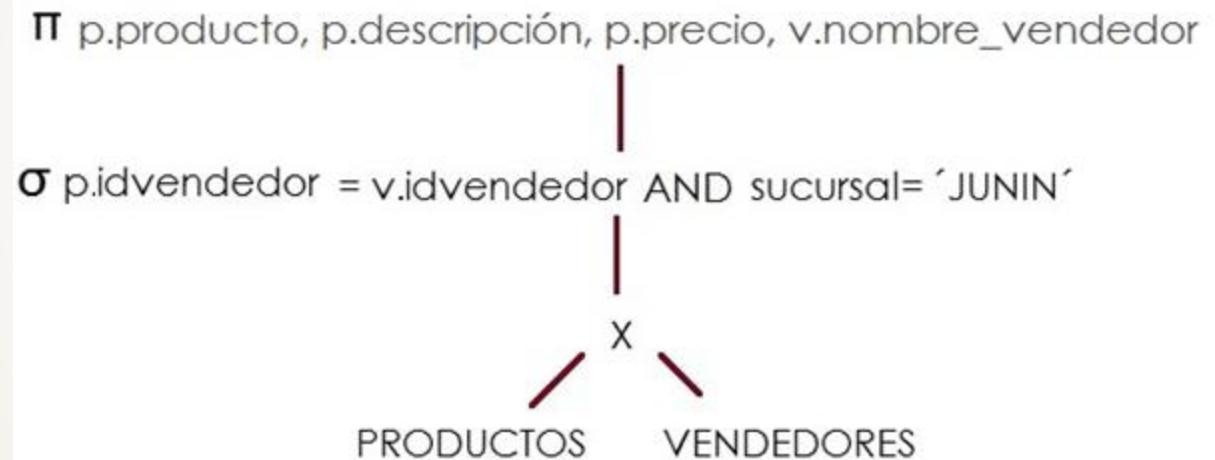 π p.producto, p.descripción, p.precio, v.nombre_vendedor
σ p.idvendedor = v.idvendedor AND sucursal= ´JUNIN´
X
PRODUCTOS VENDEDORES